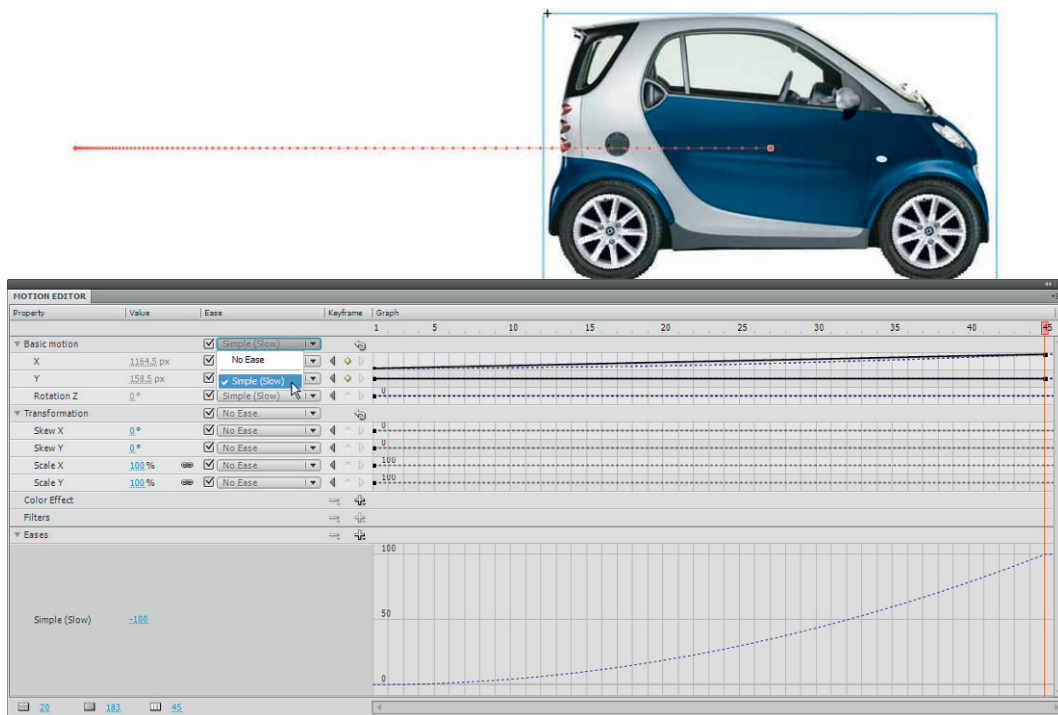 MOTION EDITOR
Property Value Ease Keyframe Graph
1 5 10 15 20 25 30 35 40 45
Basic motion Simple (Slow)
No Ease
X 1164,5 px
Y 158,5 px Simple (Slow)
Rotation Z 0° Simple (Slow) 0
Transformation No Ease
Skew X 0° No Ease 0
Skew Y 0° No Ease 0
Scale X 100 % No Ease 100
Scale Y 100 % No Ease 100
Color Effect
Filters
Eases
100
50
Simple (Slow) -100
0
20 183 45